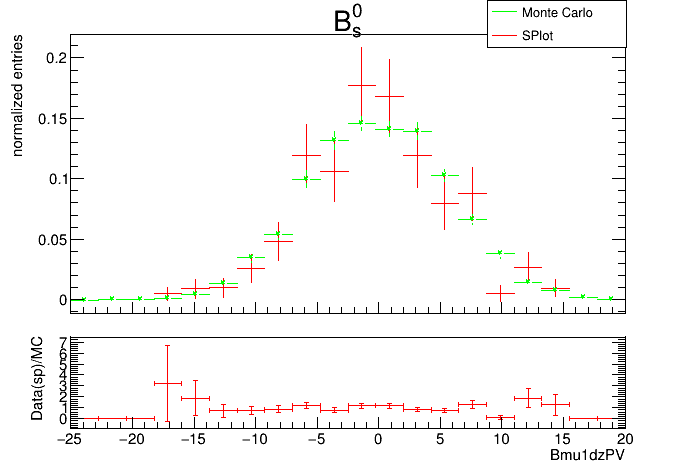 B_s^0
Monte Carlo
SPlot
normalized entries
0.2
0.15
0.1
0.05
0
Data(sp)/MC
7
6
5
4
3
2
1
0
−25 −20 −15 −10 −5 0 5 10 15 20
Bmu1dzPV